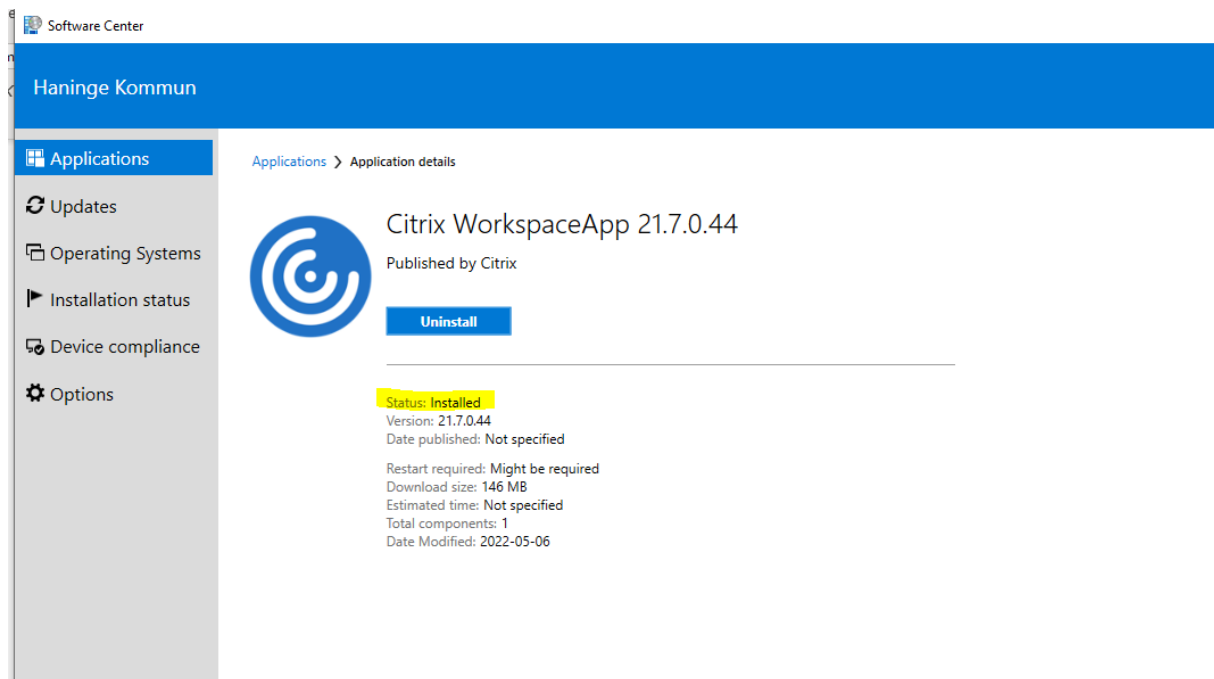 Software Center
Haninge Kommun
Applications
Updates
Operating Systems
Installation status
Device compliance
Options
Applications ❯ Application details
Citrix WorkspaceApp 21.7.0.44
Published by Citrix
Uninstall
Status: Installed
Version: 21.7.0.44
Date published: Not specified
Restart required: Might be required
Download size: 146 MB
Estimated time: Not specified
Total components: 1
Date Modified: 2022-05-06